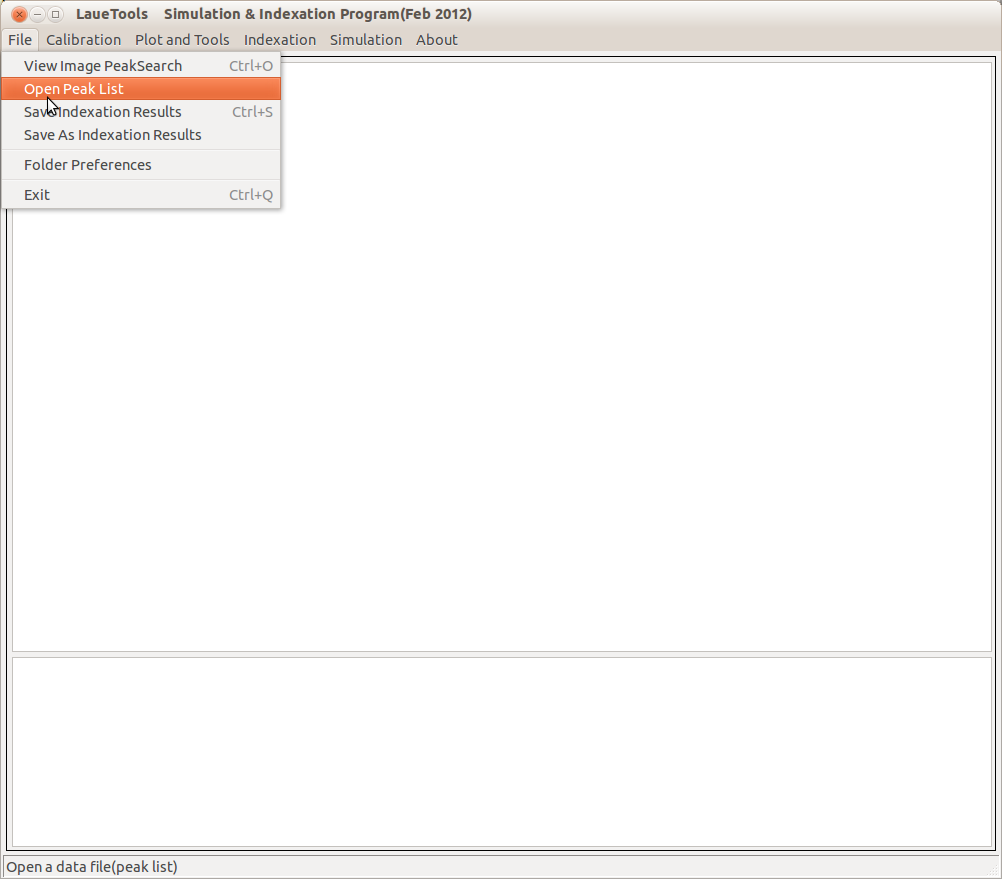 LaueTools    Simulation & Indexation Program(Feb 2012)
File Calibration Plot and Tools Indexation Simulation About
View Image PeakSearch Ctrl+O
Open Peak List
Save Indexation Results Ctrl+S
Save As Indexation Results
Folder Preferences
Exit Ctrl+Q
Open a data file(peak list)